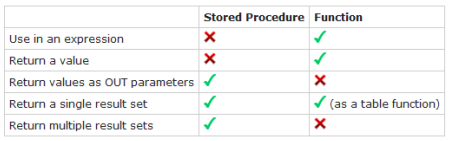 Stored Procedure Function
Use in an expression
Return a value
Return values as OUT parameters
Return a single result set (as a table function)
Return multiple result sets